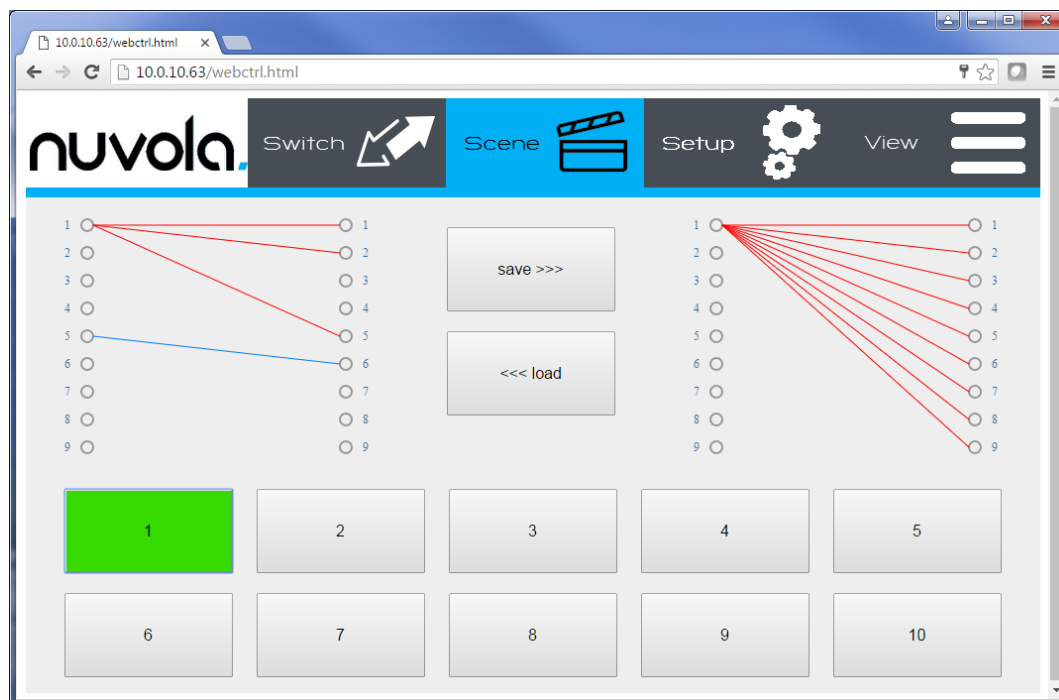 10.0.10.63/webctrl.html
10.0.10.63/webctrl.html
nuvola.
Switch
Scene
Setup
View
1 1 1 1
2 2 2 2
3 3 3 3
4 4 4 4
5 5 5 5
6 6 6 6
7 7 7 7
8 8 8 8
9 9 9 9
save >>>
<<< load
1 2 3 4 5
6 7 8 9 10